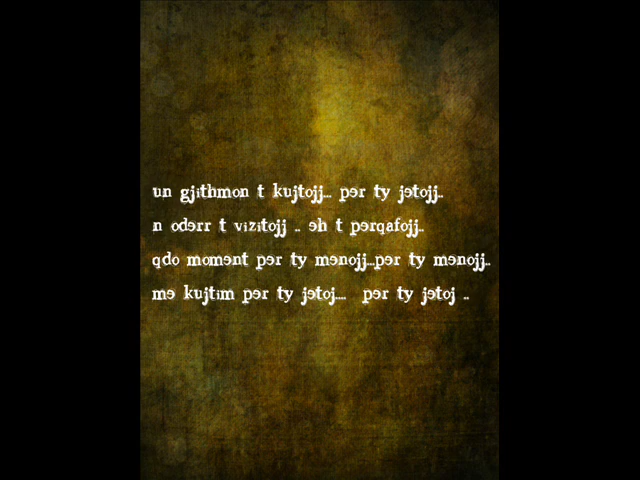 un gjithmon t kujtojj... per ty jetojj..
n oderr t vizitojj .. eh t perqafojj..
qdo moment per ty menojj...per ty menojj..
me kujtim per ty jetoj.... per ty jetoj ..